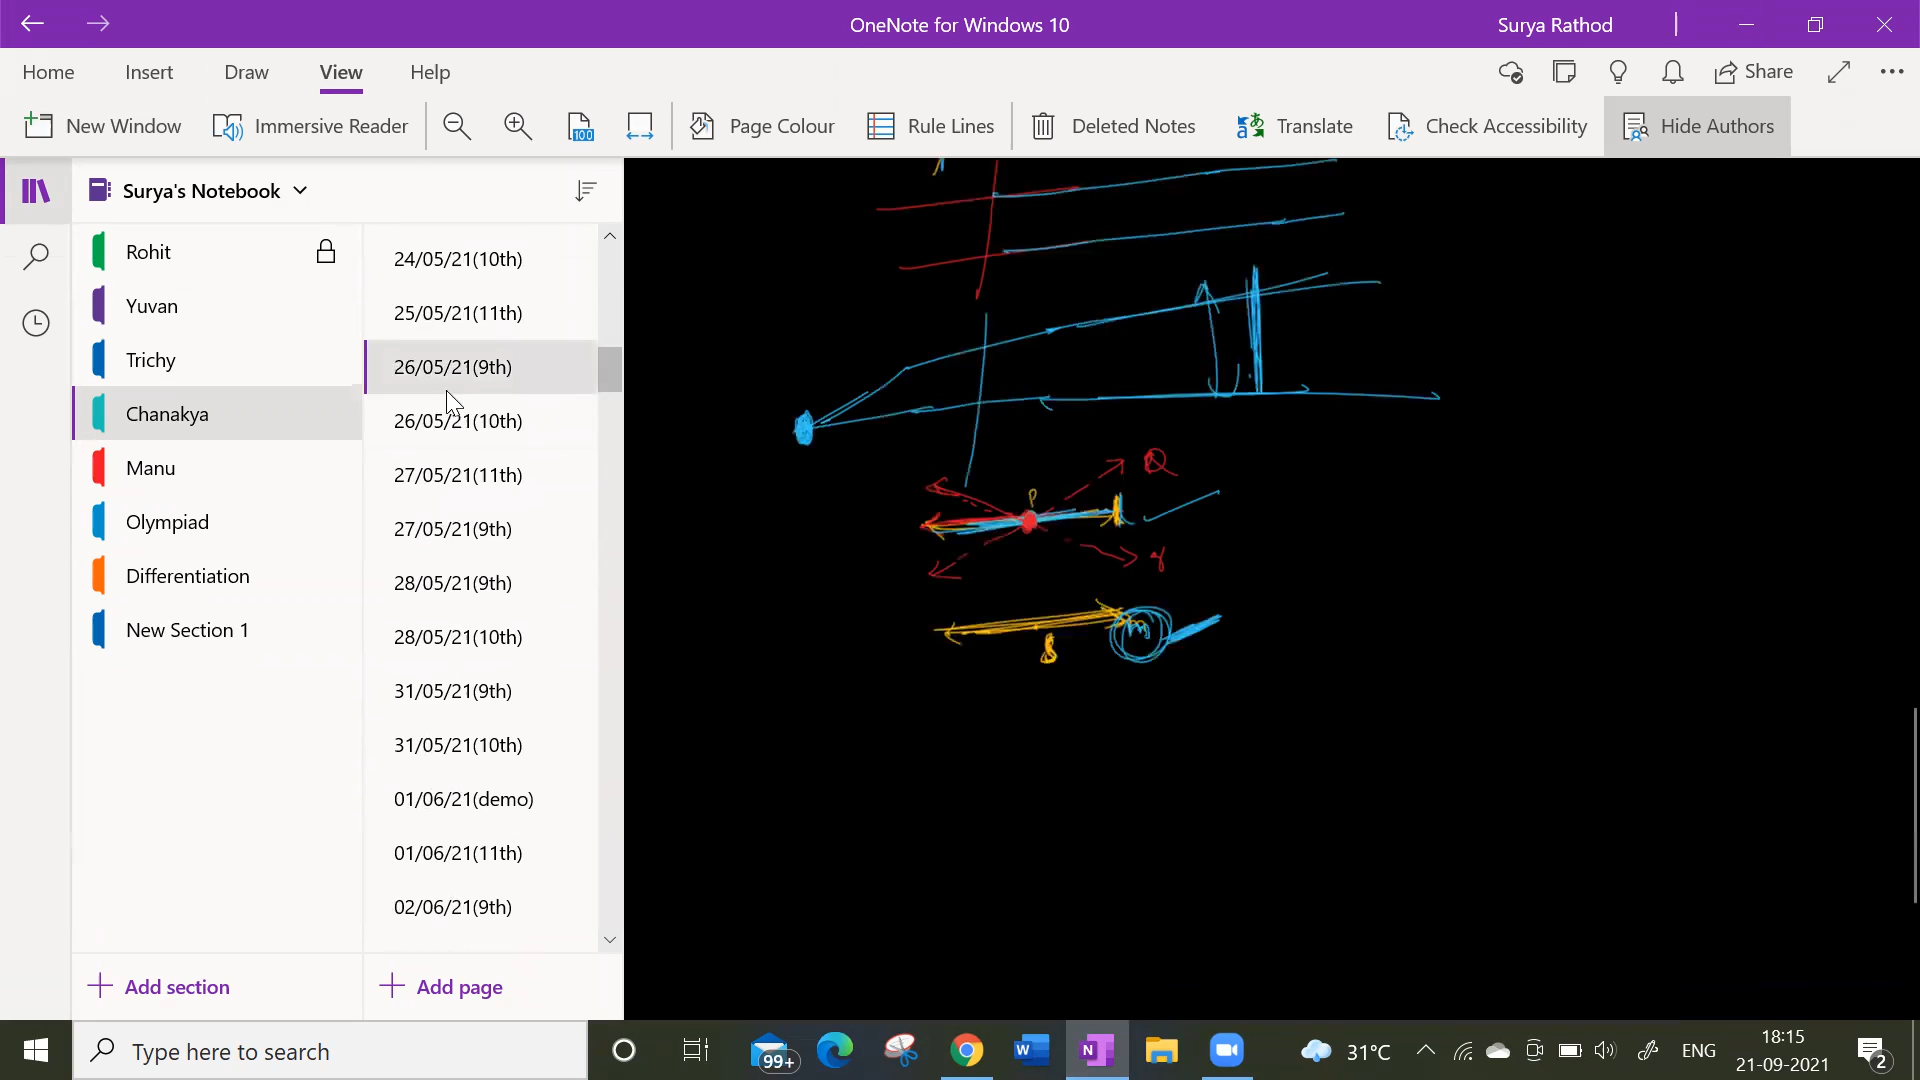 OneNote for Windows 10
Surya Rathod
Home Insert Draw View Help
Share
New Window Immersive Reader 100 Page Colour Rule Lines Deleted Notes Translate Check Accessibility Hide Authors
Surya's Notebook
Rohit
Yuvan
Trichy
Chanakya
Manu
Olympiad
Differentiation
New Section 1
Add section
24/05/21(10th)
25/05/21(11th)
26/05/21(9th)
26/05/21(10th)
27/05/21(11th)
27/05/21(9th)
28/05/21(9th)
28/05/21(10th)
31/05/21(9th)
31/05/21(10th)
01/06/21(demo)
01/06/21(11th)
02/06/21(9th)
Add page
Q
P
m
Type here to search
99+
W
N
31°C
ENG
18:15
21-09-2021
2